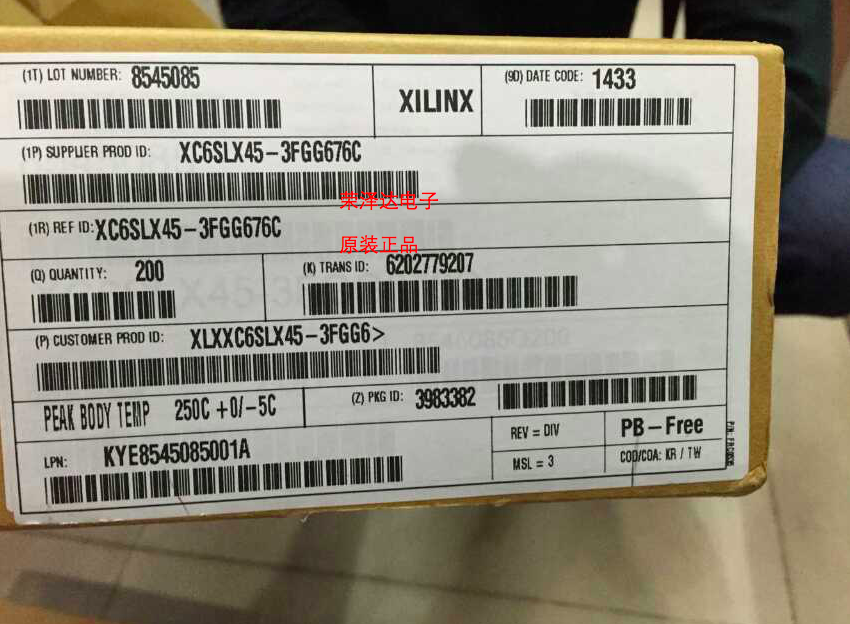 (1T) LOT NUMBER: 8545085
XILINX
(9D) DATE CODE: 1433
(1P) SUPPLIER PROD ID: XC6SLX45-3FGG676C
荣泽达电子
(1R) REF ID: XC6SLX45-3FGG676C
原装正品
(Q) QUANTITY: 200
(K) TRANS ID: 6202779207
(P) CUSTOMER PROD ID: XLXXC6SLX45-3FGG6>
PEAK BODY TEMP 250C +0/-5C
(Z) PKG ID: 3983382
LPN: KYE8545085001A
REV = DIV
PB-Free
MSL = 3
COD/COA: KR / TW